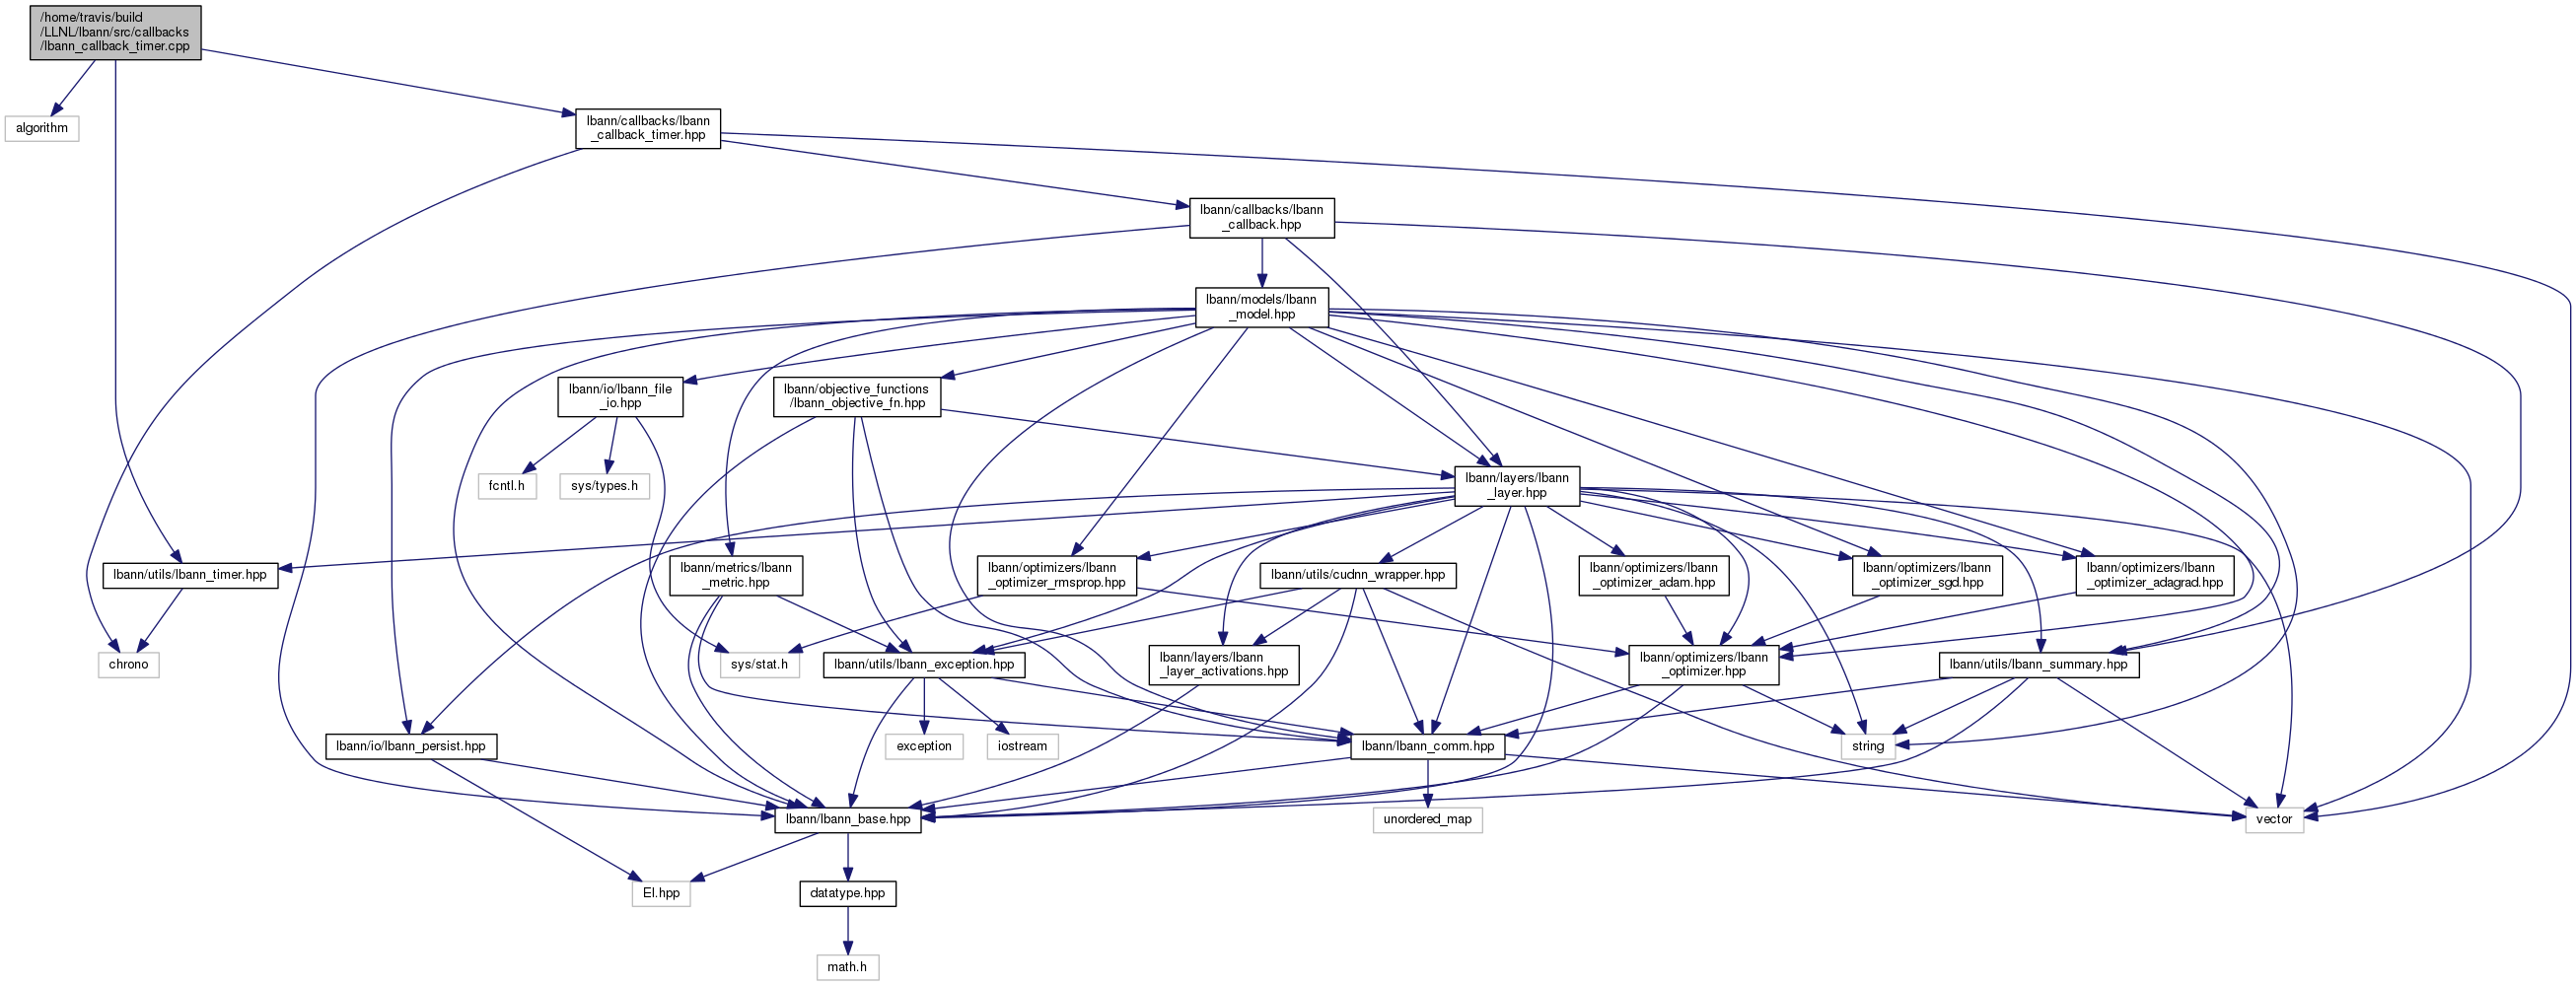 /home/travis/build
/LLNL/lbann/src/callbacks
/lbann_callback_timer.cpp
algorithm
lbann/callbacks/lbann
_callback_timer.hpp
lbann/callbacks/lbann
_callback.hpp
lbann/models/lbann
_model.hpp
lbann/io/lbann_file
_io.hpp
lbann/objective_functions
/lbann_objective_fn.hpp
fcntl.h
sys/types.h
lbann/layers/lbann
_layer.hpp
lbann/utils/lbann_timer.hpp
lbann/metrics/lbann
_metric.hpp
lbann/optimizers/lbann
_optimizer_rmsprop.hpp
lbann/utils/cudnn_wrapper.hpp
lbann/optimizers/lbann
_optimizer_adam.hpp
lbann/optimizers/lbann
_optimizer_sgd.hpp
lbann/optimizers/lbann
_optimizer_adagrad.hpp
chrono
sys/stat.h
lbann/utils/lbann_exception.hpp
lbann/layers/lbann
_layer_activations.hpp
lbann/optimizers/lbann
_optimizer.hpp
lbann/utils/lbann_summary.hpp
lbann/io/lbann_persist.hpp
exception
iostream
lbann/lbann_comm.hpp
string
lbann/lbann_base.hpp
unordered_map
vector
El.hpp
datatype.hpp
math.h